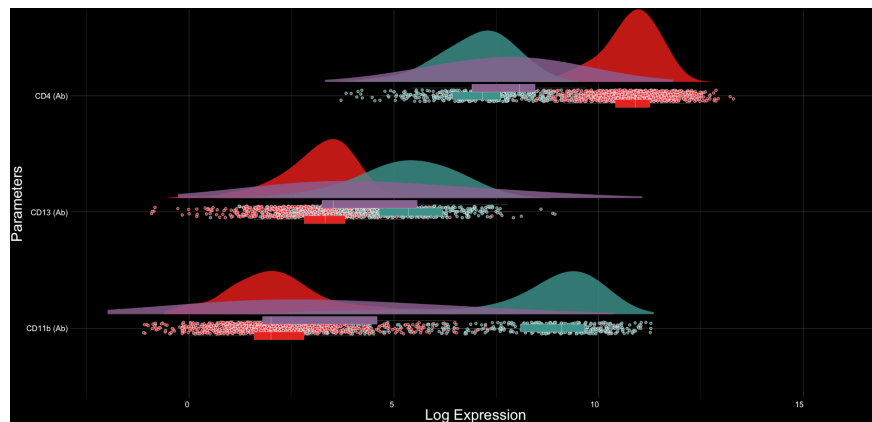 CD4 (Ab)
CD13 (Ab)
CD11b (Ab)
Parameters
0 5 10 15
Log Expression